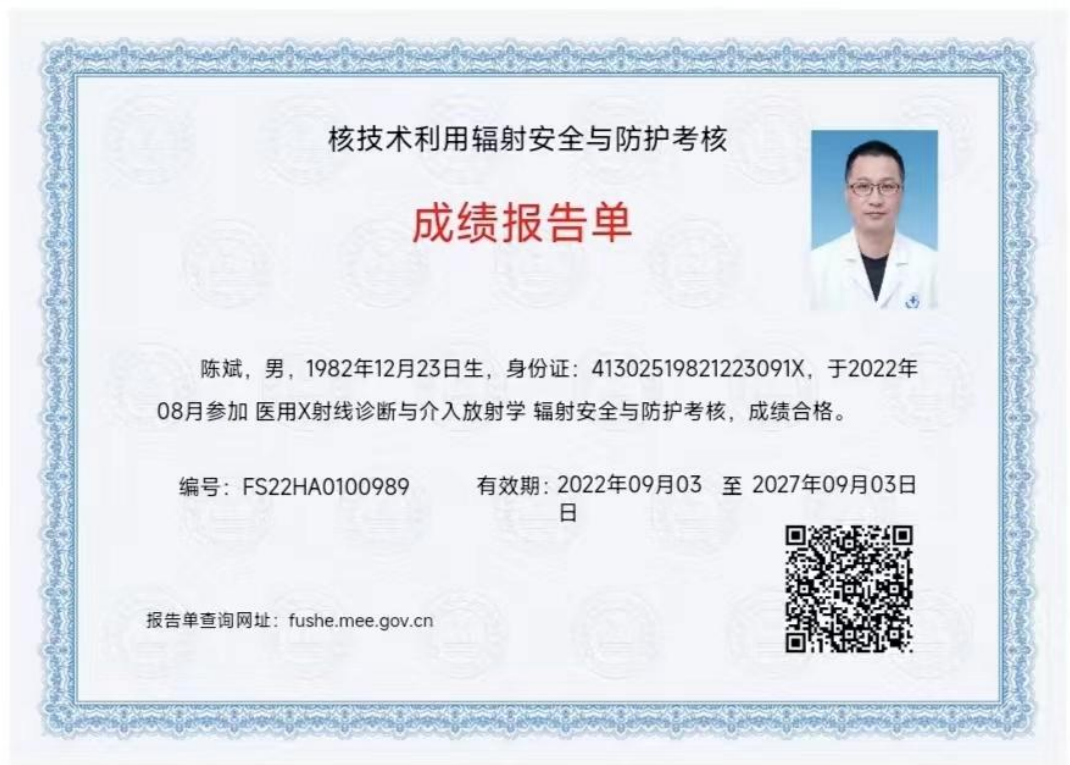 核技术利用辐射安全与防护考核
成绩报告单
陈斌，男，1982年12月23日生，身份证：41302519821223091X，于2022年
08月参加 医用X射线诊断与介入放射学 辐射安全与防护考核，成绩合格。
编号：FS22HA0100989 有效期：2022年09月03日 至 2027年09月03日
报告单查询网址：fushe.mee.gov.cn